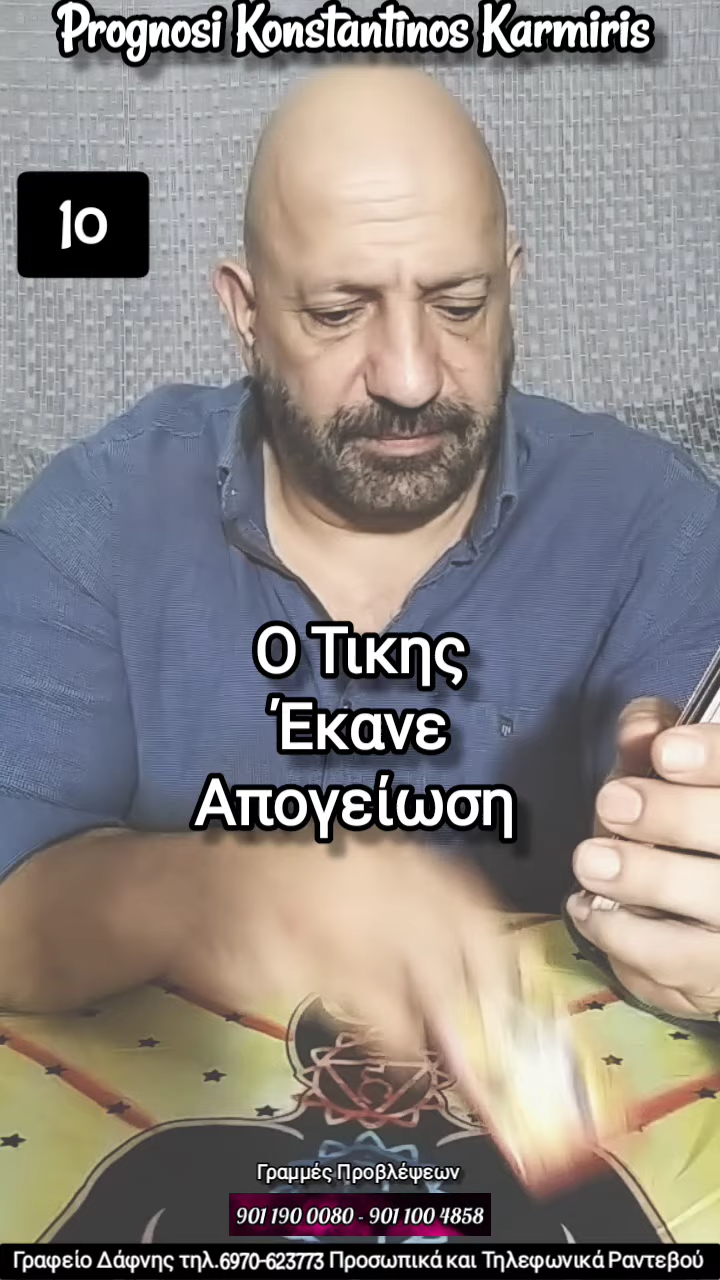 Prognosi Konstantinos Karmiris
10
Ο Τικης
Έκανε
Απογείωση
Γραμμές Προβλέψεων
901 190 0080 - 901 100 4858
Γραφείο Δάφνης τηλ.6970-623773 Προσωπικά και Τηλεφωνικά Ραντεβού